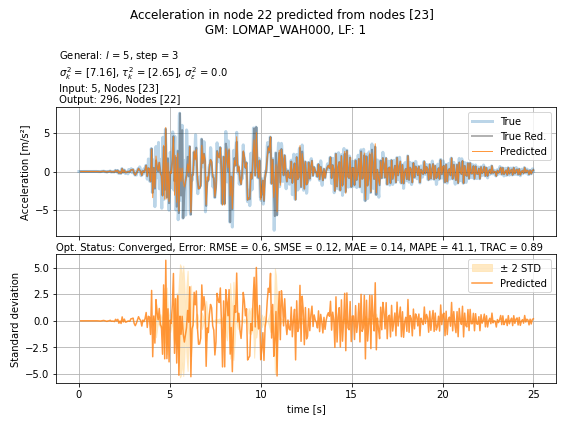 Acceleration in node 22 predicted from nodes [23]
GM: LOMAP_WAH000, LF: 1
General: l = 5, step = 3
σ²ₖ = [7.16], τ²ₖ = [2.65], σ²ₑ = 0.0
Input: 5, Nodes [23]
Output: 296, Nodes [22]
Acceleration [m/s²]
5
0
−5
True
True Red.
Predicted
Opt. Status: Converged, Error: RMSE = 0.6, SMSE = 0.12, MAE = 0.14, MAPE = 41.1, TRAC = 0.89
Standard deviation
5.0
2.5
0.0
−2.5
−5.0
± 2 STD
Predicted
0 5 10 15 20 25
time [s]